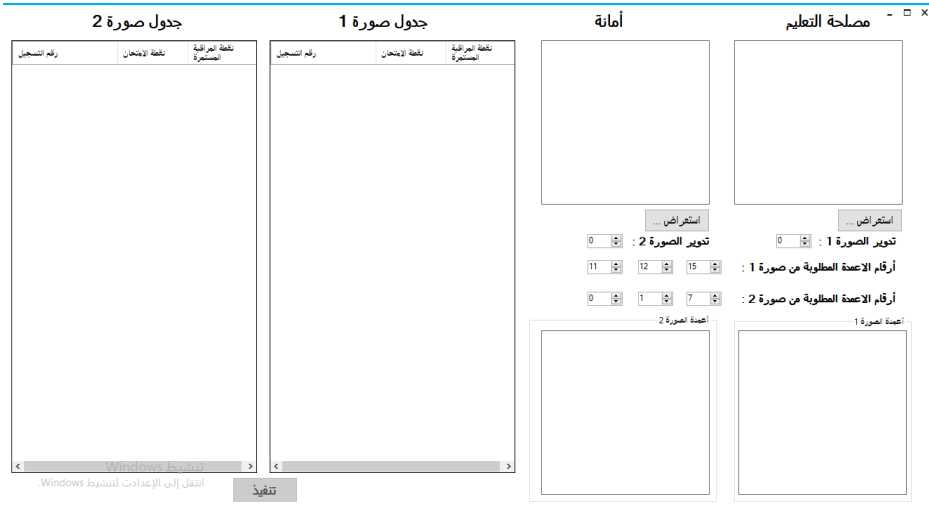 مصلحة التعليم
أمانة
جدول صورة 1
جدول صورة 2
نقطة المراقبة المستمرة
نقطة الامتحان
رقم التسجيل
نقطة المراقبة المستمرة
نقطة الامتحان
رقم التسجيل
استعراض ...
استعراض ...
تدوير الصورة 1 : 0
تدوير الصورة 2 : 0
أرقام الاعمدة المطلوبة من صورة 1 : 15 12 11
أرقام الاعمدة المطلوبة من صورة 2 : 7 1 0
أعمدة الصورة 1
أعمدة الصورة 2
تنفيذ
تنشيط Windows
انتقل إلى الإعدادات لتنشيط Windows.